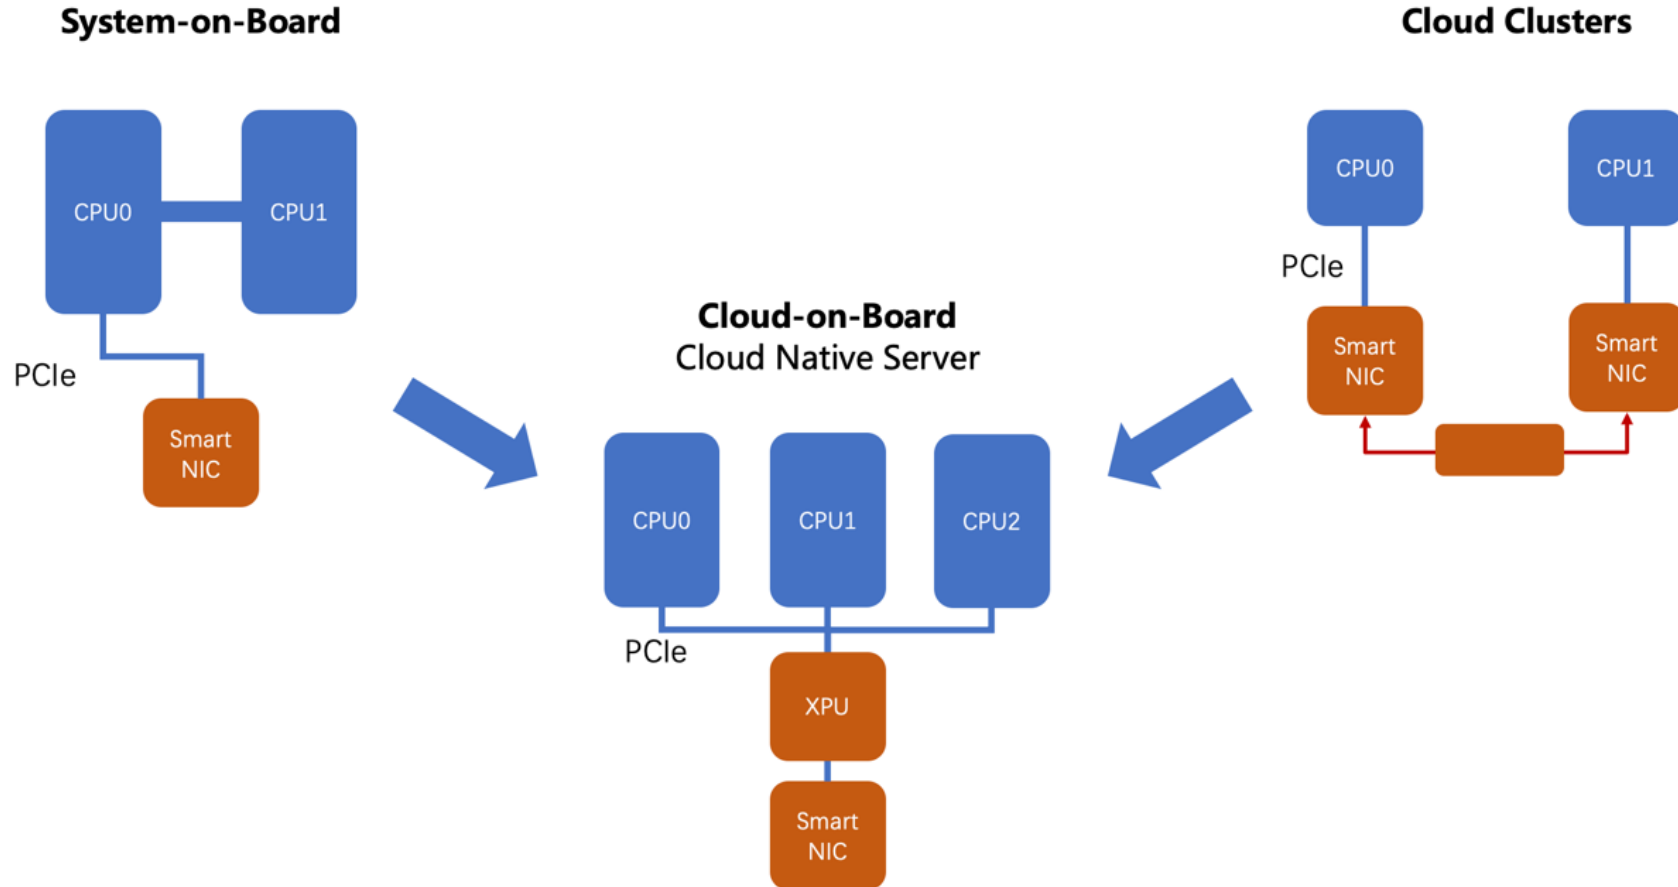 System-on-Board
CPU0
CPU1
PCIe
Smart
NIC
Cloud-on-Board
Cloud Native Server
CPU0
CPU1
CPU2
PCIe
XPU
Smart
NIC
Cloud Clusters
CPU0
CPU1
PCIe
Smart
NIC
Smart
NIC